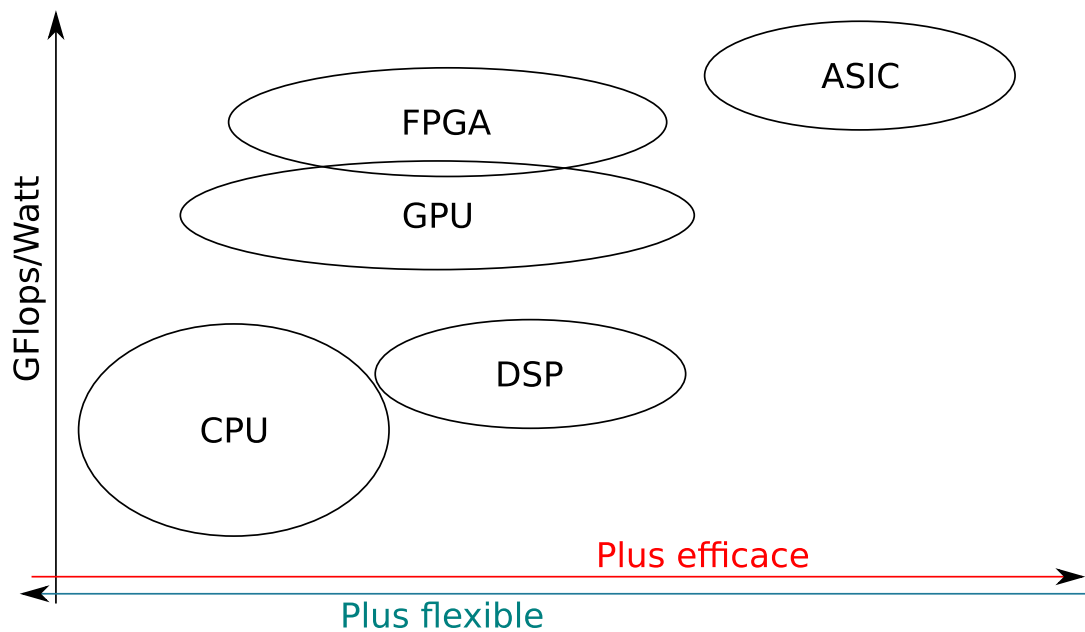 ASIC
FPGA
GPU
GFlops/Watt
DSP
CPU
Plus efficace
Plus flexible